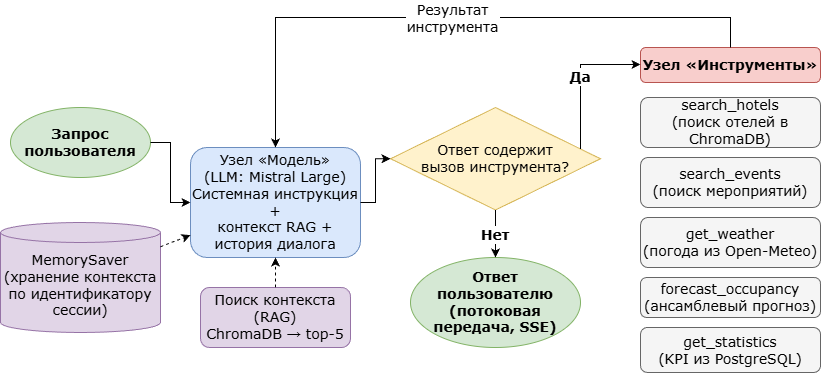 Результат
инструмента
Узел «Инструменты»
Да
Запрос
пользователя
Узел «Модель»
(LLM: Mistral Large)
Системная инструкция
+
контекст RAG +
история диалога
Ответ содержит
вызов инструмента?
search_hotels
(поиск отелей в
ChromaDB)
search_events
(поиск мероприятий)
get_weather
(погода из Open-Meteo)
forecast_occupancy
(ансамблевый прогноз)
get_statistics
(KPI из PostgreSQL)
MemorySaver
(хранение контекста
по идентификатору
сессии)
Поиск контекста
(RAG)
ChromaDB → top-5
Нет
Ответ
пользователю
(потоковая
передача, SSE)